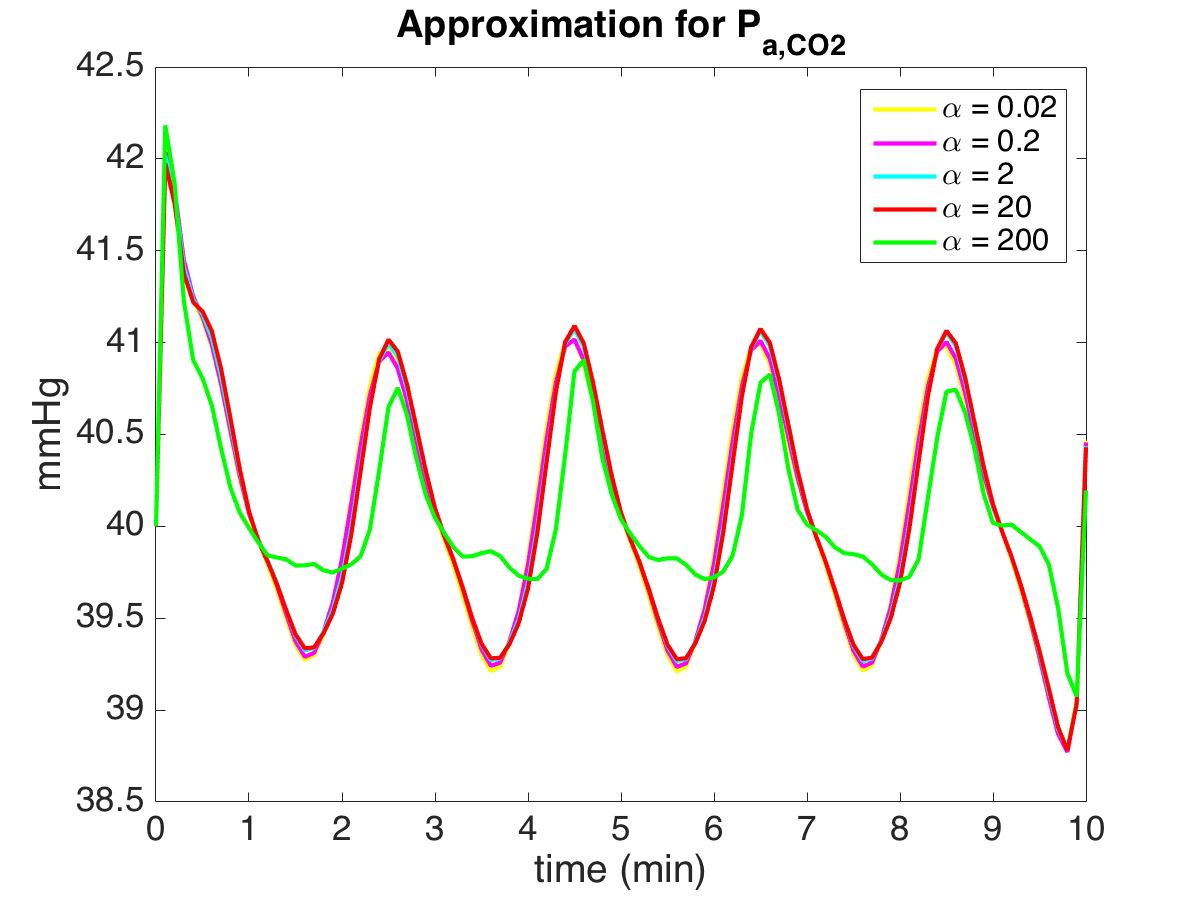 Approximation for Pa,CO2
42.5
42
41.5
41
40.5
40
39.5
39
38.5
mmHg
α = 0.02
α = 0.2
α = 2
α = 20
α = 200
0 1 2 3 4 5 6 7 8 9 10
time (min)